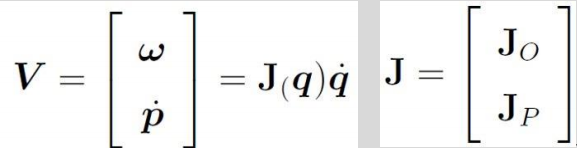 V = [ ω ṗ ] = J₍q)q̇
J = [ J_O J_P ]